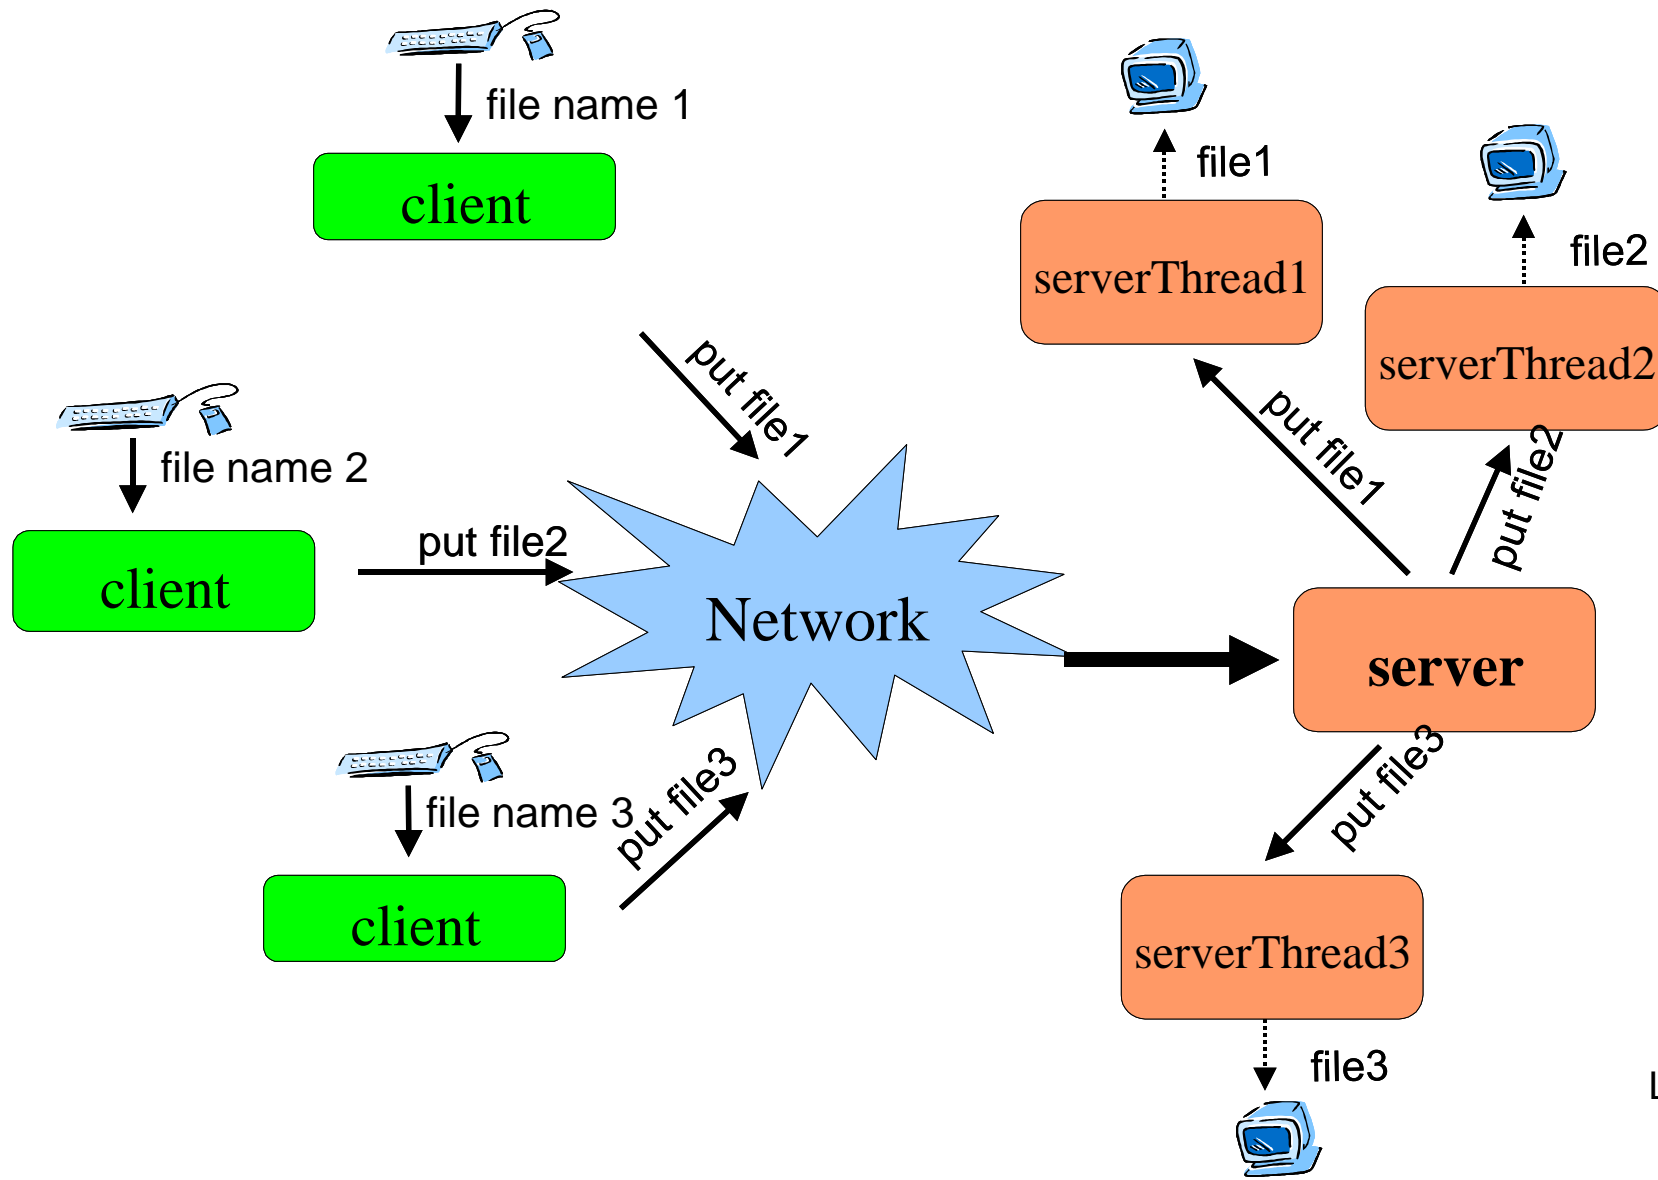 file name 1
client
put file1
file name 2
client
put file2
file name 3
client
put file3
Network
server
put file1
serverThread1
file1
put file2
serverThread2
file2
put file3
serverThread3
file3
L